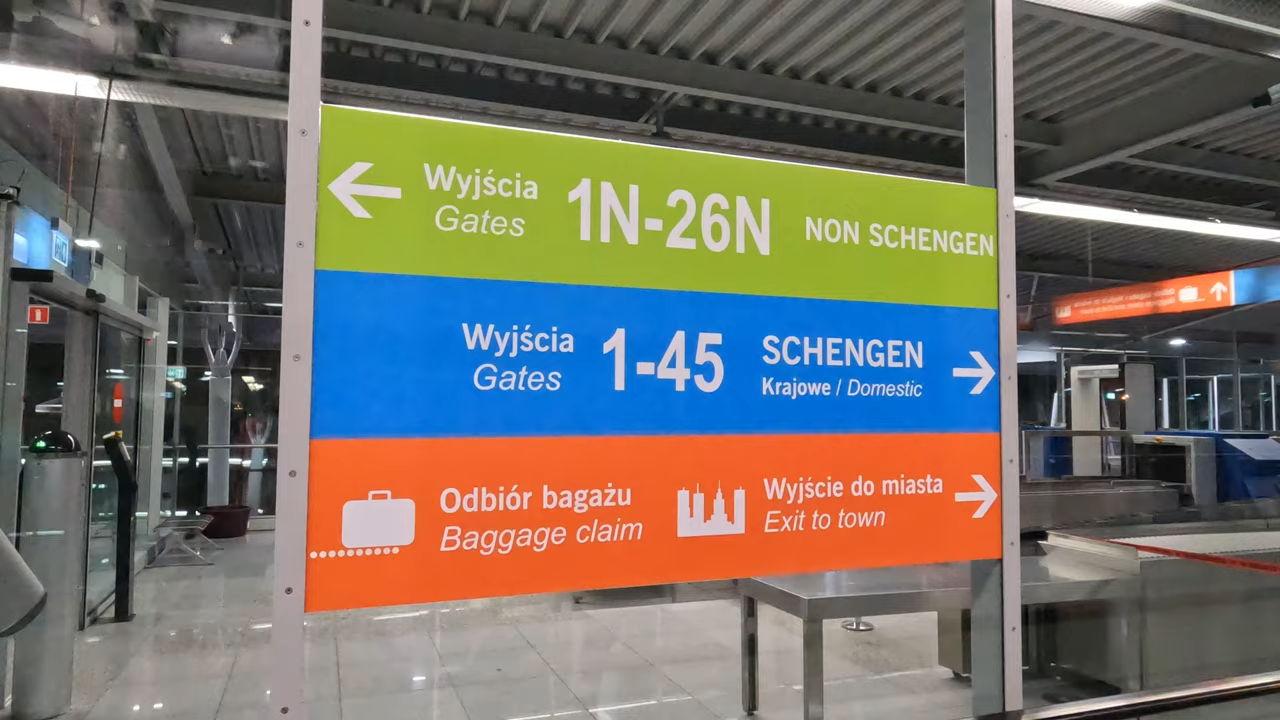 Wyjścia
Gates
1N-26N
NON SCHENGEN
Wyjścia
Gates
1-45
SCHENGEN
Krajowe / Domestic
Odbiór bagażu
Baggage claim
Wyjście do miasta
Exit to town